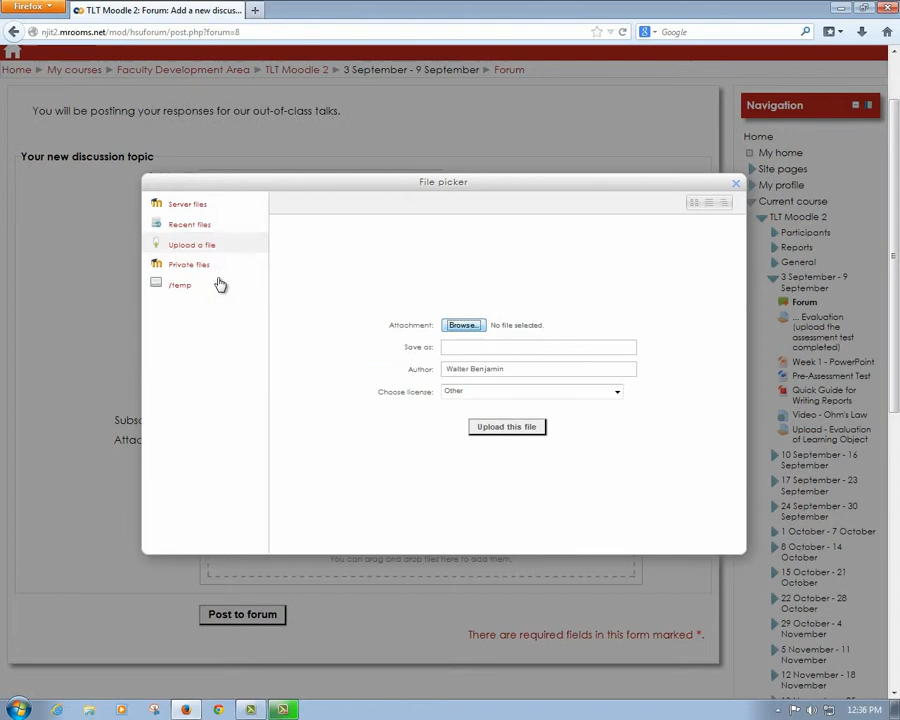 Firefox
TLT Moodle 2: Forum: Add a new discus...
njit2.mrooms.net/mod/hsuforum/post.php?forum=8
Google
Home
My courses
Faculty Development Area
TLT Moodle 2
3 September - 9 September
Forum
You will be postinng your responses for our out-of-class talks.
Your new discussion topic
File picker
Server files
Recent files
Upload a file
Private files
/temp
Attachment:
Browse...
No file selected.
Save as:
Author:
Walter Benjamin
Choose license:
Other
Upload this file
Subsc
Attac
You can drag and drop files here to add them.
Post to forum
There are required fields in this form marked *.
Navigation
Home
My home
Site pages
My profile
Current course
TLT Moodle 2
Participants
Reports
General
3 September - 9
September
Forum
... Evaluation
(upload the
assessment test
completed)
Week 1 - PowerPoint
Pre-Assessment Test
Quick Guide for
Writing Reports
Video - Ohm's Law
Upload - Evaluation
of Learning Object
10 September - 16
September
17 September - 23
September
24 September - 30
September
1 October - 7 October
8 October - 14
October
15 October - 21
October
22 October - 28
October
29 October - 4
November
5 November - 11
November
12 November - 18
November
12:36 PM